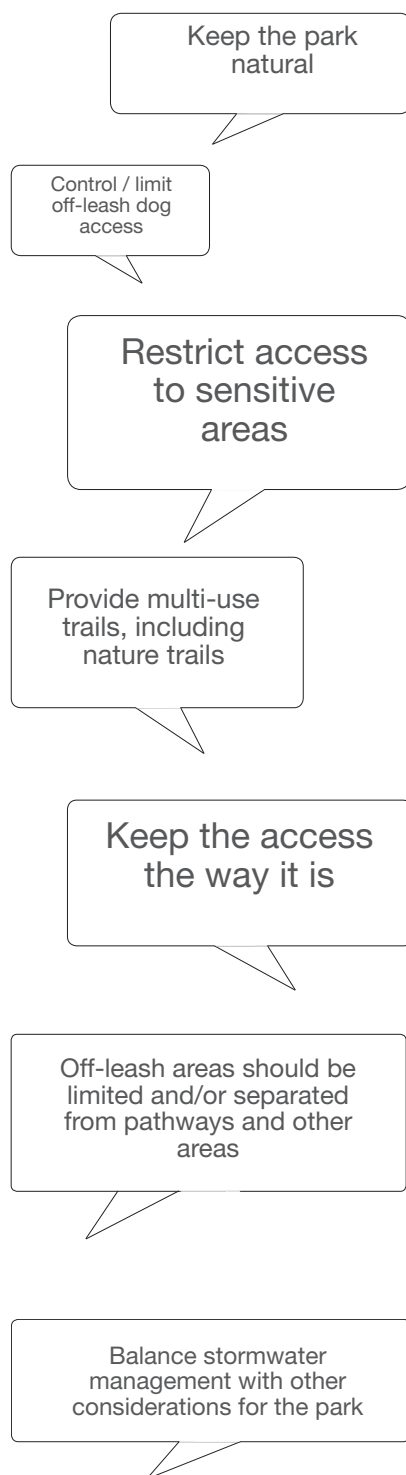 Keep the park
natural
Control / limit
off-leash dog
access
Restrict access
to sensitive
areas
Provide multi-use
trails, including
nature trails
Keep the access
the way it is
Off-leash areas should be
limited and/or separated
from pathways and other
areas
Balance stormwater
management with other
considerations for the park